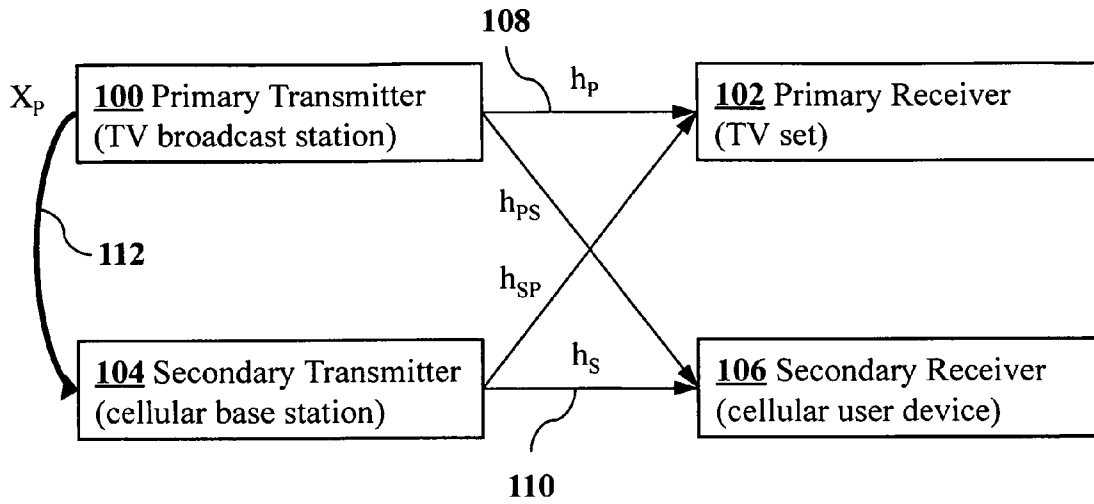 108
X_P
100 Primary Transmitter
(TV broadcast station)
h_P
102 Primary Receiver
(TV set)
h_PS
112
h_SP
104 Secondary Transmitter
(cellular base station)
h_S
106 Secondary Receiver
(cellular user device)
110